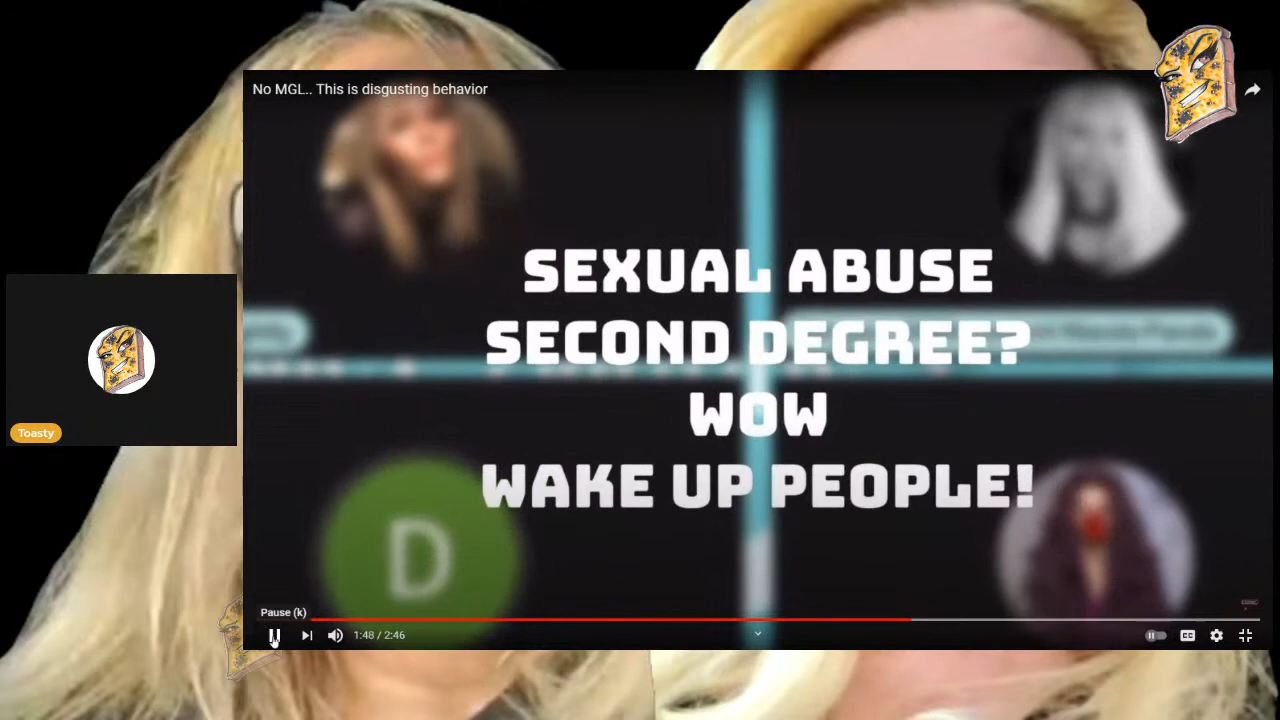 No MGL.. This is disgusting behavior
SEXUAL ABUSE
SECOND DEGREE?
WOW
WAKE UP PEOPLE!
D
Toasty
Pause (k)
1:48 / 2:46
CC